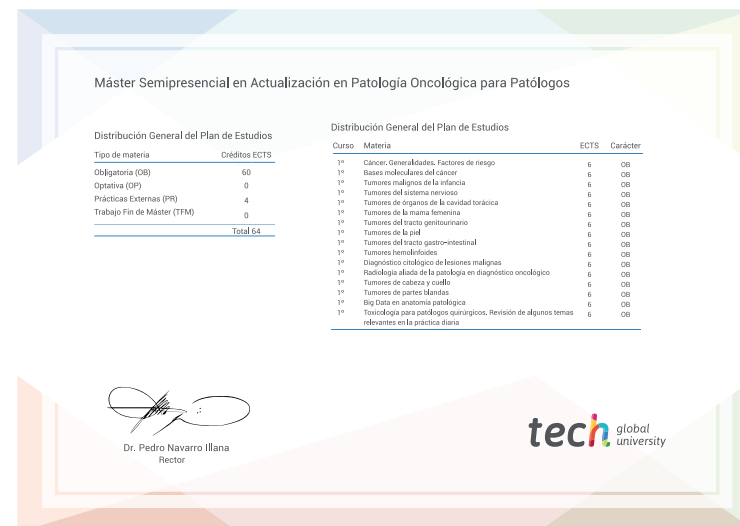 Máster Semipresencial en Actualización en Patología Oncológica para Patólogos
Distribución General del Plan de Estudios
Tipo de materia Créditos ECTS
Obligatoria (OB) 60
Optativa (OP) 0
Prácticas Externas (PR) 4
Trabajo Fin de Máster (TFM) 0
Total 64
Distribución General del Plan de Estudios
Curso Materia ECTS Carácter
1º Cáncer. Generalidades. Factores de riesgo 6 OB
1º Bases moleculares del cáncer 6 OB
1º Tumores malignos de la infancia 6 OB
1º Tumores del sistema nervioso 6 OB
1º Tumores de órganos de la cavidad torácica 6 OB
1º Tumores de la mama femenina 6 OB
1º Tumores del tracto genitourinario 6 OB
1º Tumores de la piel 6 OB
1º Tumores del tracto gastro-intestinal 6 OB
1º Tumores hemolinfoides 6 OB
1º Diagnóstico citológico de lesiones malignas 6 OB
1º Radiología aliada de la patología en diagnóstico oncológico 6 OB
1º Tumores de cabeza y cuello 6 OB
1º Tumores de partes blandas 6 OB
1º Big Data en anatomía patológica 6 OB
1º Toxicología para patólogos quirúrgicos. Revisión de algunos temas 6 OB
relevantes en la práctica diaria
Dr. Pedro Navarro Illana
Rector
tech global
university